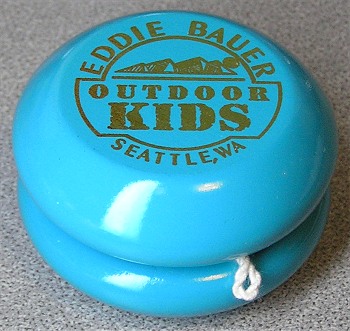 EDDIE BAUER
OUTDOOR
KIDS
SEATTLE, WA